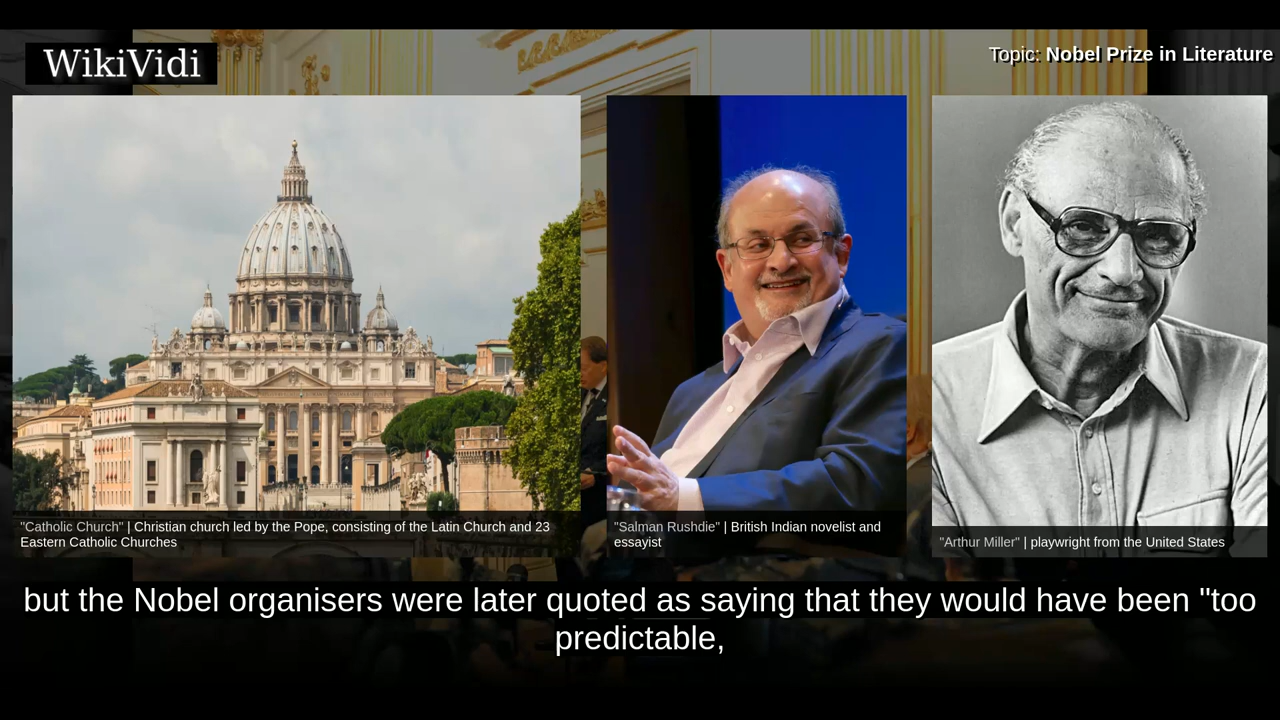 WikiVidi
Topic: Nobel Prize in Literature
"Catholic Church" | Christian church led by the Pope, consisting of the Latin Church and 23
Eastern Catholic Churches
"Salman Rushdie" | British Indian novelist and
essayist
"Arthur Miller" | playwright from the United States
but the Nobel organisers were later quoted as saying that they would have been "too
predictable,